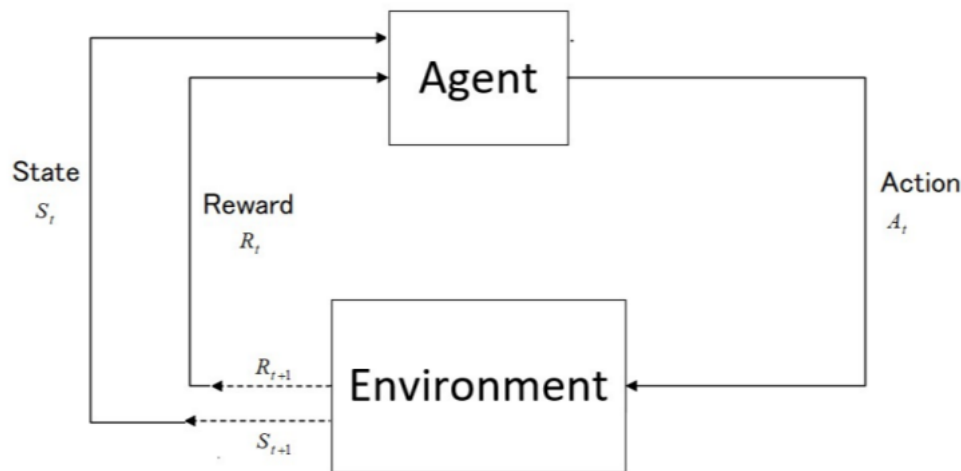 Agent
State
S_t
Reward
R_t
Action
A_t
R_{t+1}
Environment
S_{t+1}